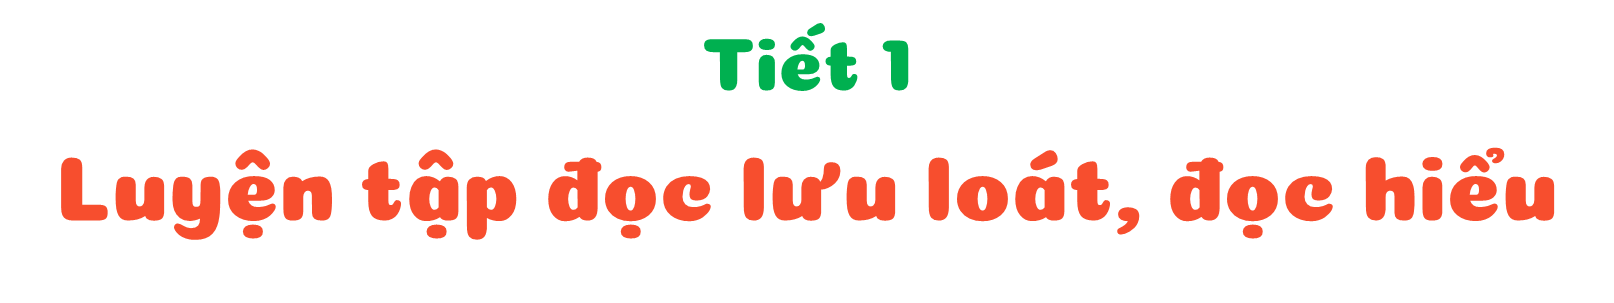 Tiết 1
Luyện tập đọc lưu loát, đọc hiểu